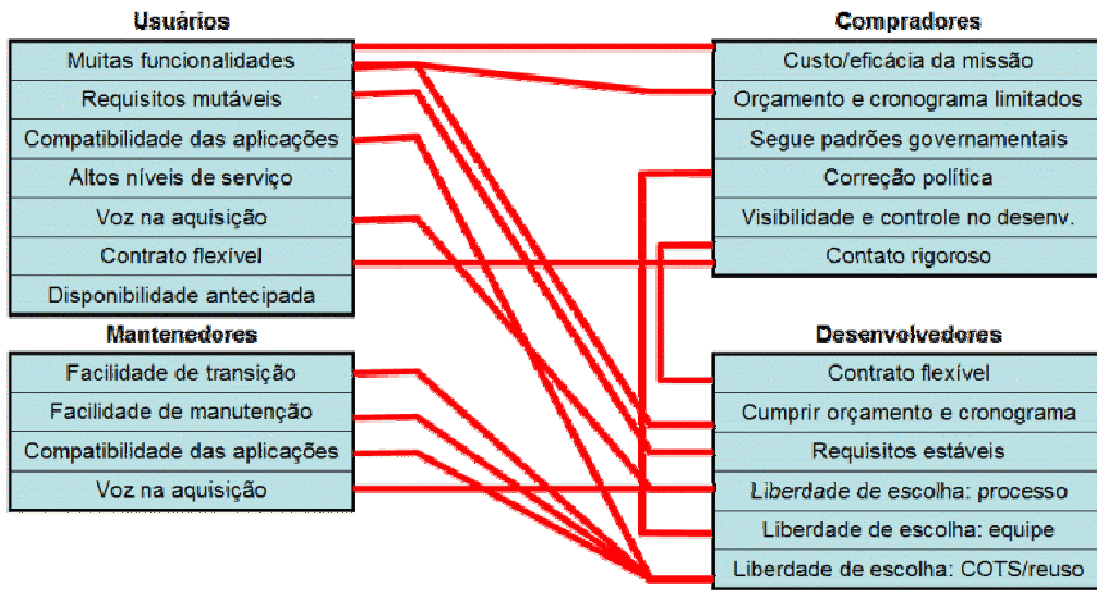 Usuários
Muitas funcionalidades
Requisitos mutáveis
Compatibilidade das aplicações
Altos níveis de serviço
Voz na aquisição
Contrato flexível
Disponibilidade antecipada
Compradores
Custo/eficácia da missão
Orçamento e cronograma limitados
Segue padrões governamentais
Correção política
Visibilidade e controle no desenv.
Contato rigoroso
Mantenedores
Facilidade de transição
Facilidade de manutenção
Compatibilidade das aplicações
Voz na aquisição
Desenvolvedores
Contrato flexível
Cumprir orçamento e cronograma
Requisitos estáveis
Liberdade de escolha: processo
Liberdade de escolha: equipe
Liberdade de escolha: COTS/reuso